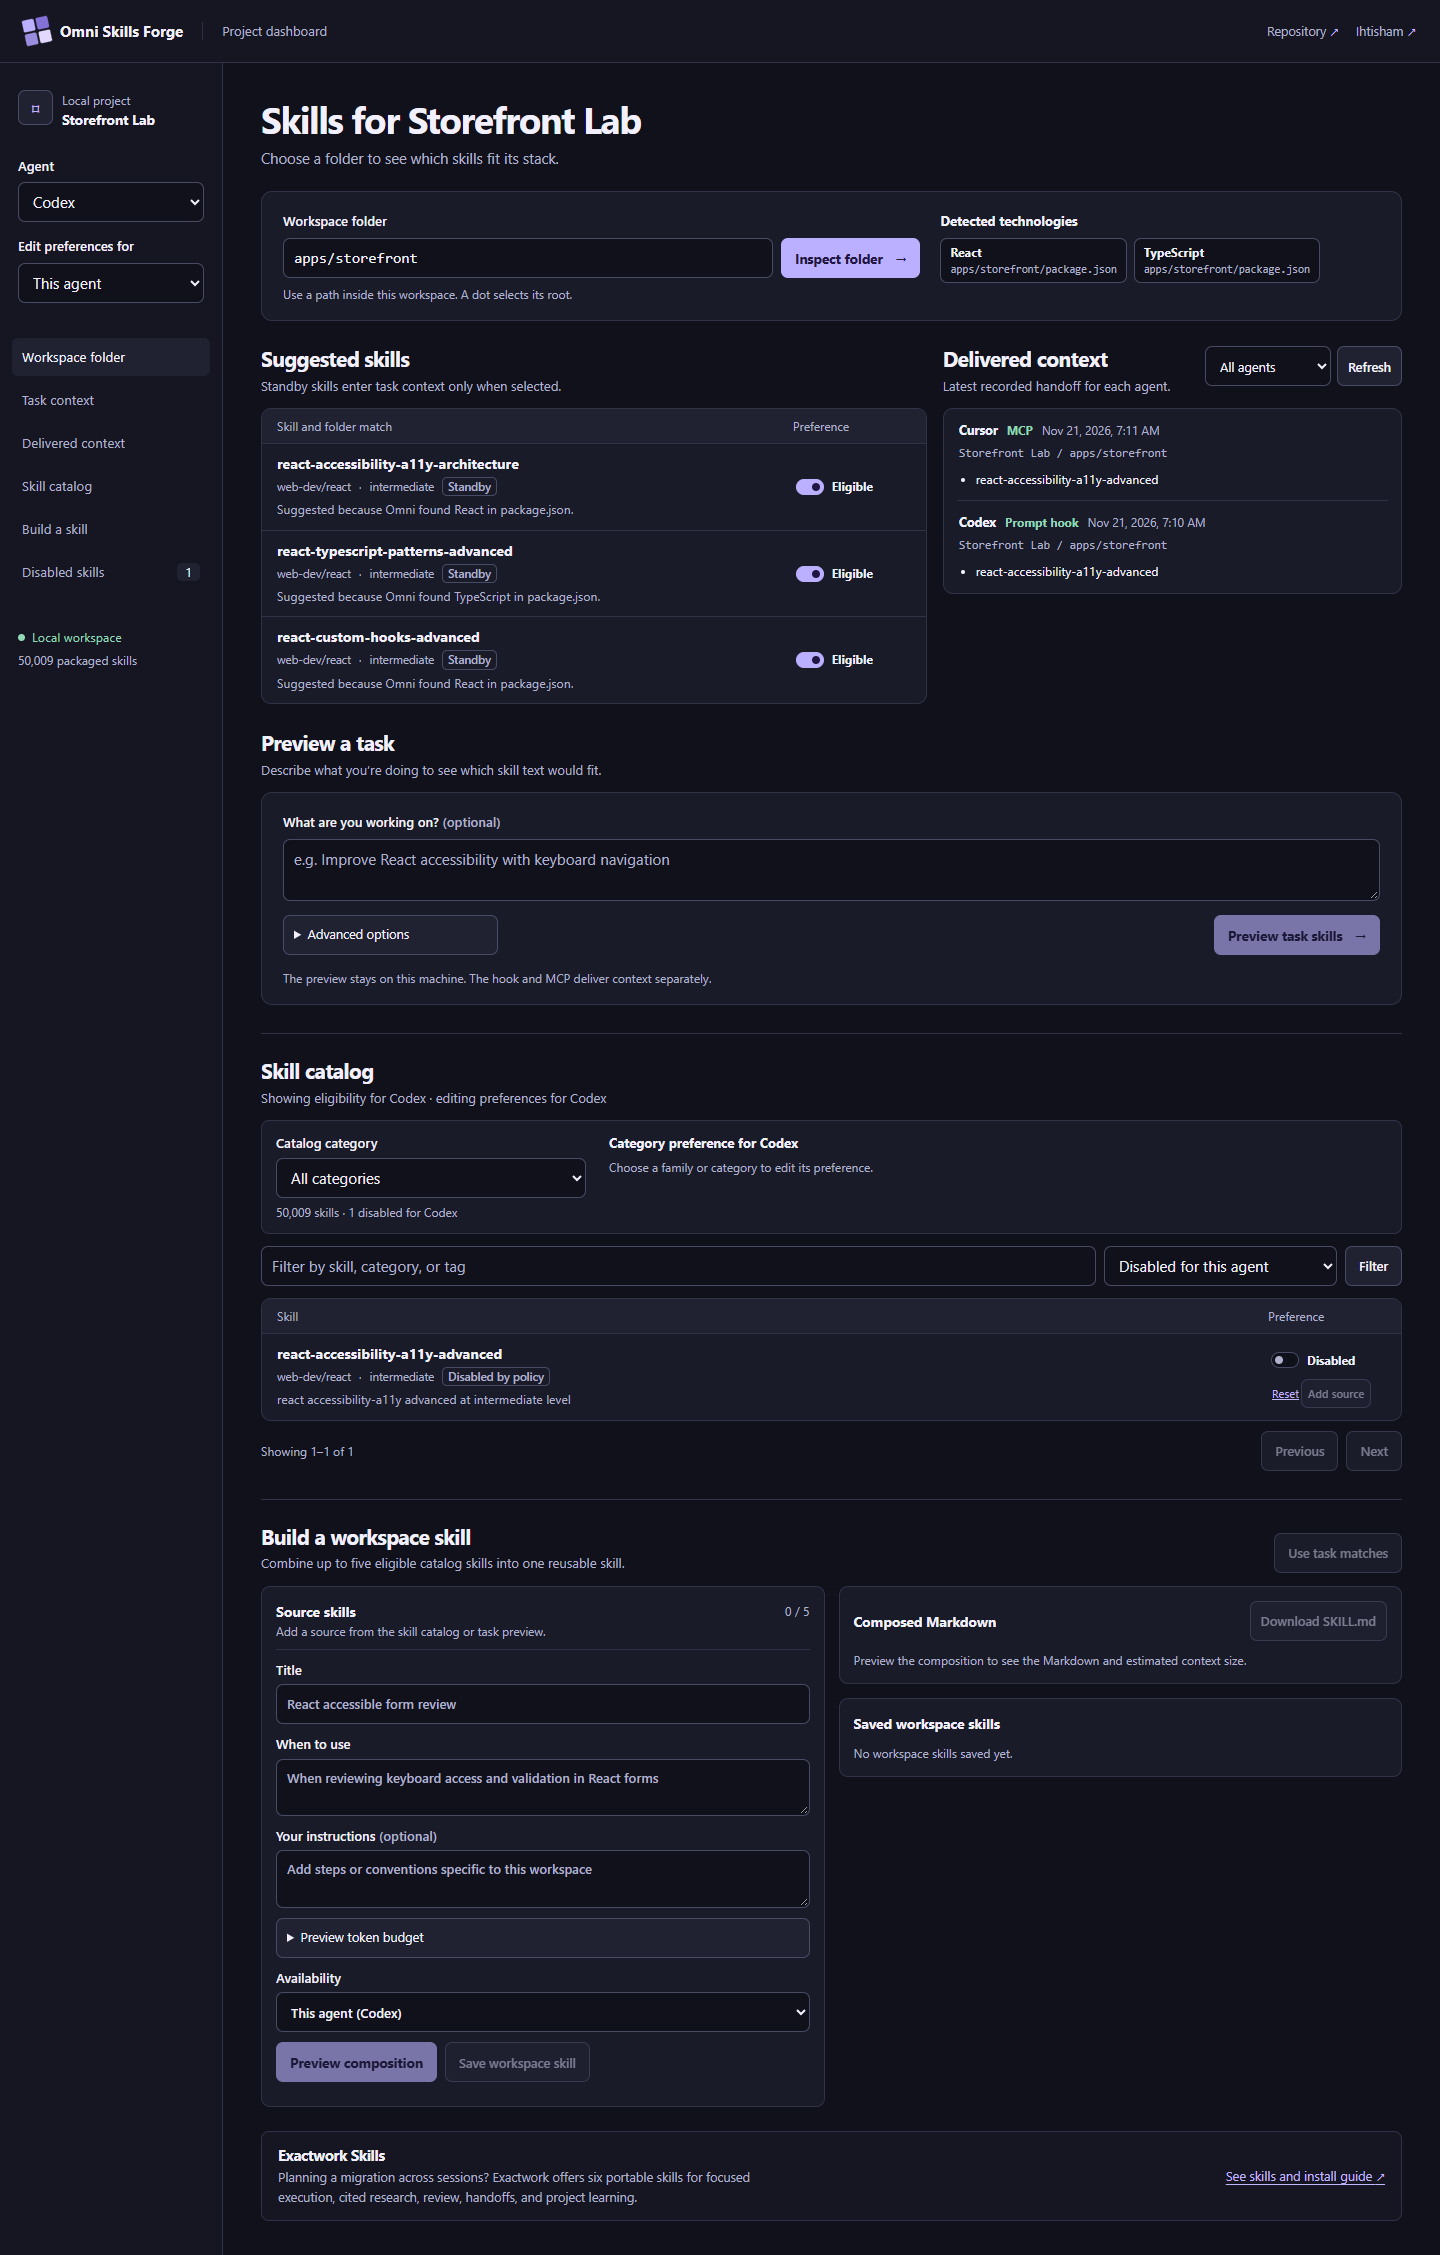 Omni Skills Forge
Project dashboard
Repository ↗
Ihtisham ↗
Local project
Storefront Lab
Agent
Codex
Edit preferences for
This agent
Workspace folder
Task context
Delivered context
Skill catalog
Build a skill
Disabled skills
1
Local workspace
50,009 packaged skills
Skills for Storefront Lab
Choose a folder to see which skills fit its stack.
Workspace folder
apps/storefront
Inspect folder →
Use a path inside this workspace. A dot selects its root.
Detected technologies
React
apps/storefront/package.json
TypeScript
apps/storefront/package.json
Suggested skills
Standby skills enter task context only when selected.
Skill and folder match
Preference
react-accessibility-a11y-architecture
web-dev/react · intermediate Standby
Suggested because Omni found React in package.json.
Eligible
react-typescript-patterns-advanced
web-dev/react · intermediate Standby
Suggested because Omni found TypeScript in package.json.
Eligible
react-custom-hooks-advanced
web-dev/react · intermediate Standby
Suggested because Omni found React in package.json.
Eligible
Delivered context
Latest recorded handoff for each agent.
All agents
Refresh
Cursor MCP Nov 21, 2026, 7:11 AM
Storefront Lab / apps/storefront
• react-accessibility-a11y-advanced
Codex Prompt hook Nov 21, 2026, 7:10 AM
Storefront Lab / apps/storefront
• react-accessibility-a11y-advanced
Preview a task
Describe what you're doing to see which skill text would fit.
What are you working on? (optional)
e.g. Improve React accessibility with keyboard navigation
Advanced options
Preview task skills →
The preview stays on this machine. The hook and MCP deliver context separately.
Skill catalog
Showing eligibility for Codex · editing preferences for Codex
Catalog category
All categories
50,009 skills · 1 disabled for Codex
Category preference for Codex
Choose a family or category to edit its preference.
Filter by skill, category, or tag
Disabled for this agent
Filter
Skill
Preference
react-accessibility-a11y-advanced
web-dev/react · intermediate Disabled by policy
react accessibility-a11y advanced at intermediate level
Disabled
Reset
Add source
Showing 1–1 of 1
Previous
Next
Build a workspace skill
Combine up to five eligible catalog skills into one reusable skill.
Use task matches
Source skills
0 / 5
Add a source from the skill catalog or task preview.
Title
React accessible form review
When to use
When reviewing keyboard access and validation in React forms
Your instructions (optional)
Add steps or conventions specific to this workspace
Preview token budget
Availability
This agent (Codex)
Preview composition
Save workspace skill
Composed Markdown
Download SKILL.md
Preview the composition to see the Markdown and estimated context size.
Saved workspace skills
No workspace skills saved yet.
Exactwork Skills
Planning a migration across sessions? Exactwork offers six portable skills for focused
execution, cited research, review, handoffs, and project learning.
See skills and install guide ↗